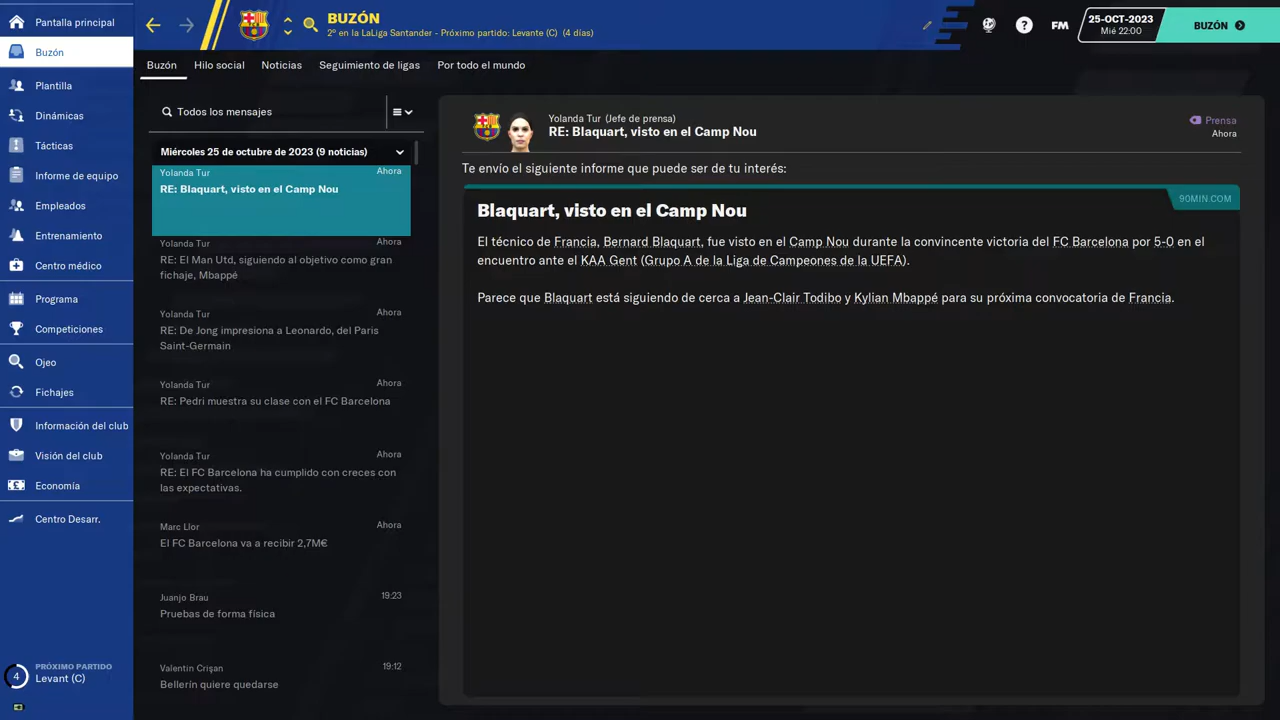 Pantalla principal
Buzón
Plantilla
Dinámicas
Tácticas
Informe de equipo
Empleados
Entrenamiento
Centro médico
Programa
Competiciones
Ojeo
Fichajes
Información del club
Visión del club
Economía
Centro Desarr.
PRÓXIMO PARTIDO
4
Levant (C)
BUZÓN
2º en la LaLiga Santander - Próximo partido: Levante (C) (4 días)
FM
25-OCT-2023
Mié 22:00
BUZÓN
Buzón
Hilo social
Noticias
Seguimiento de ligas
Por todo el mundo
Todos los mensajes
Miércoles 25 de octubre de 2023 (9 noticias)
Yolanda Tur
Ahora
RE: Blaquart, visto en el Camp Nou
Yolanda Tur
Ahora
RE: El Man Utd, siguiendo al objetivo como gran
fichaje, Mbappé
Yolanda Tur
Ahora
RE: De Jong impresiona a Leonardo, del Paris
Saint-Germain
Yolanda Tur
Ahora
RE: Pedri muestra su clase con el FC Barcelona
Yolanda Tur
Ahora
RE: El FC Barcelona ha cumplido con creces con
las expectativas.
Marc Llor
Ahora
El FC Barcelona va a recibir 2,7M€
Juanjo Brau
19:23
Pruebas de forma física
Valentin Crișan
19:12
Bellerín quiere quedarse
Yolanda Tur (Jefe de prensa)
RE: Blaquart, visto en el Camp Nou
Prensa
Ahora
Te envío el siguiente informe que puede ser de tu interés:
90MIN.COM
Blaquart, visto en el Camp Nou
El técnico de Francia, Bernard Blaquart, fue visto en el Camp Nou durante la convincente victoria del FC Barcelona por 5-0 en el
encuentro ante el KAA Gent (Grupo A de la Liga de Campeones de la UEFA).
Parece que Blaquart está siguiendo de cerca a Jean-Clair Todibo y Kylian Mbappé para su próxima convocatoria de Francia.